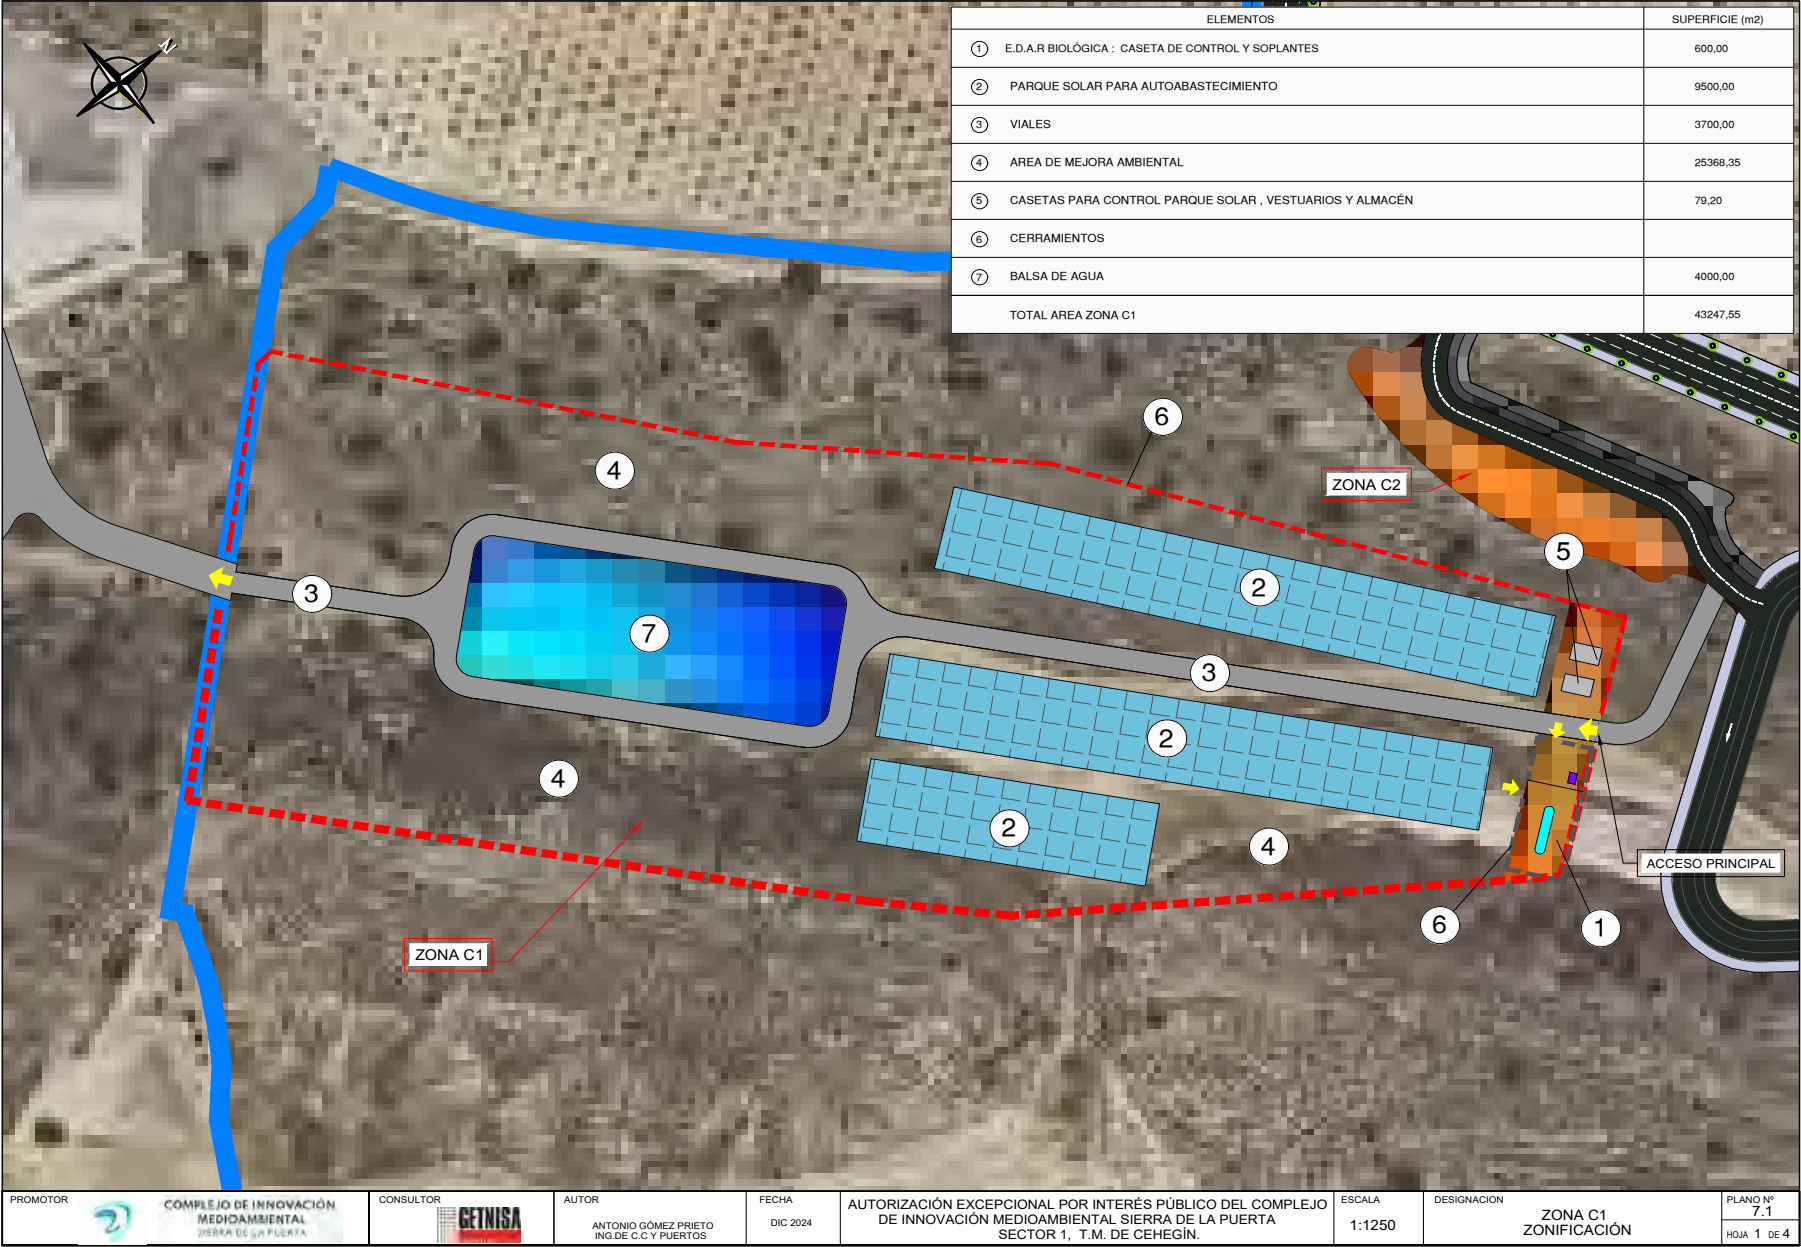 N
ELEMENTOS SUPERFICIE (m2)
1 E.D.A.R BIOLÓGICA : CASETA DE CONTROL Y SOPLANTES 600,00
2 PARQUE SOLAR PARA AUTOABASTECIMIENTO 9500,00
3 VIALES 3700,00
4 AREA DE MEJORA AMBIENTAL 25368,35
5 CASETAS PARA CONTROL PARQUE SOLAR , VESTUARIOS Y ALMACÉN 79,20
6 CERRAMIENTOS
7 BALSA DE AGUA 4000,00
TOTAL AREA ZONA C1 43247,55
6
4
ZONA C2
5
2
3
7
3
2
4
2
4
ACCESO PRINCIPAL
6
1
ZONA C1
PROMOTOR
COMPLEJO DE INNOVACIÓN
MEDIOAMBIENTAL
SIERRA DE LA PUERTA
CONSULTOR
GETNISA
AUTOR
ANTONIO GÓMEZ PRIETO
ING.DE C.C Y PUERTOS
FECHA
DIC 2024
AUTORIZACIÓN EXCEPCIONAL POR INTERÉS PÚBLICO DEL COMPLEJO
DE INNOVACIÓN MEDIOAMBIENTAL SIERRA DE LA PUERTA
SECTOR 1, T.M. DE CEHEGÍN.
ESCALA
1:1250
DESIGNACION
ZONA C1
ZONIFICACIÓN
PLANO Nº
7.1
HOJA 1 DE 4